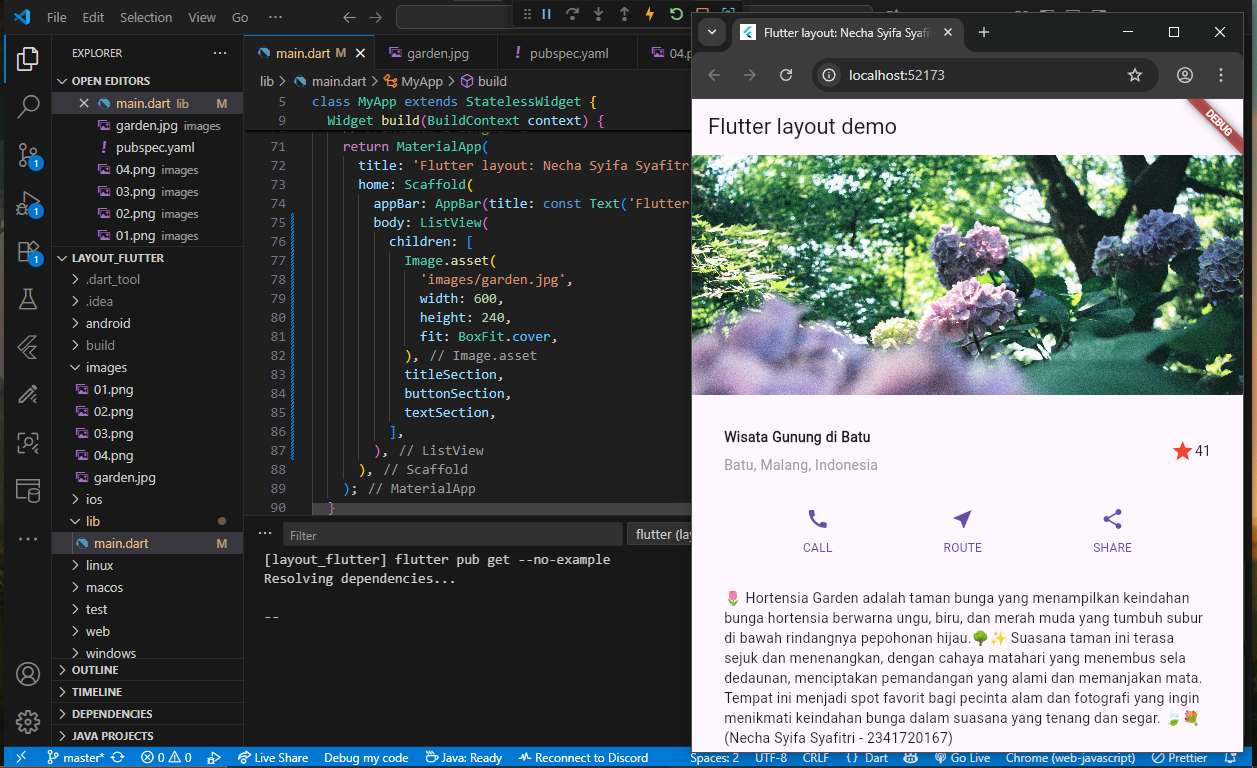 File Edit Selection View Go ···
EXPLORER ···
OPEN EDITORS
main.dart lib M
garden.jpg images
! pubspec.yaml
04.png images
03.png images
02.png images
01.png images
LAYOUT_FLUTTER
.dart_tool
.idea
android
build
images
01.png
02.png
03.png
04.png
garden.jpg
ios
lib
main.dart M
linux
macos
test
web
windows
OUTLINE
TIMELINE
DEPENDENCIES
JAVA PROJECTS
1
1
1
main.dart M
garden.jpg
! pubspec.yaml
04.p
lib > main.dart > MyApp > build
5 class MyApp extends StatelessWidget {
9 Widget build(BuildContext context) {
71 return MaterialApp(
72 title: 'Flutter layout: Necha Syifa Syafitr
73 home: Scaffold(
74 appBar: AppBar(title: const Text('Flutter
75 body: ListView(
76 children: [
77 Image.asset(
78 'images/garden.jpg',
79 width: 600,
80 height: 240,
81 fit: BoxFit.cover,
82 ), // Image.asset
83 titleSection,
84 buttonSection,
85 textSection,
86 ],
87 ), // ListView
88 ), // Scaffold
89 ); // MaterialApp
90 }
··· Filter flutter (lay
[layout_flutter] flutter pub get --no-example
Resolving dependencies...
--
Flutter layout: Necha Syifa Syafi
localhost:52173
Flutter layout demo
DEBUG
Wisata Gunung di Batu
Batu, Malang, Indonesia
41
CALL ROUTE SHARE
🌷 Hortensia Garden adalah taman bunga yang menampilkan keindahan
bunga hortensia berwarna ungu, biru, dan merah muda yang tumbuh subur
di bawah rindangnya pepohonan hijau.🌳✨ Suasana taman ini terasa
sejuk dan menenangkan, dengan cahaya matahari yang menembus sela
dedaunan, menciptakan pemandangan yang alami dan memanjakan mata.
Tempat ini menjadi spot favorit bagi pecinta alam dan fotografi yang ingin
menikmati keindahan bunga dalam suasana yang tenang dan segar. 🍃💐
(Necha Syifa Syafitri - 2341720167)
master* 0 0 Live Share Debug my code Java: Ready Reconnect to Discord Spaces: 2 UTF-8 CRLF {} Dart Go Live Chrome (web-javascript) Prettier